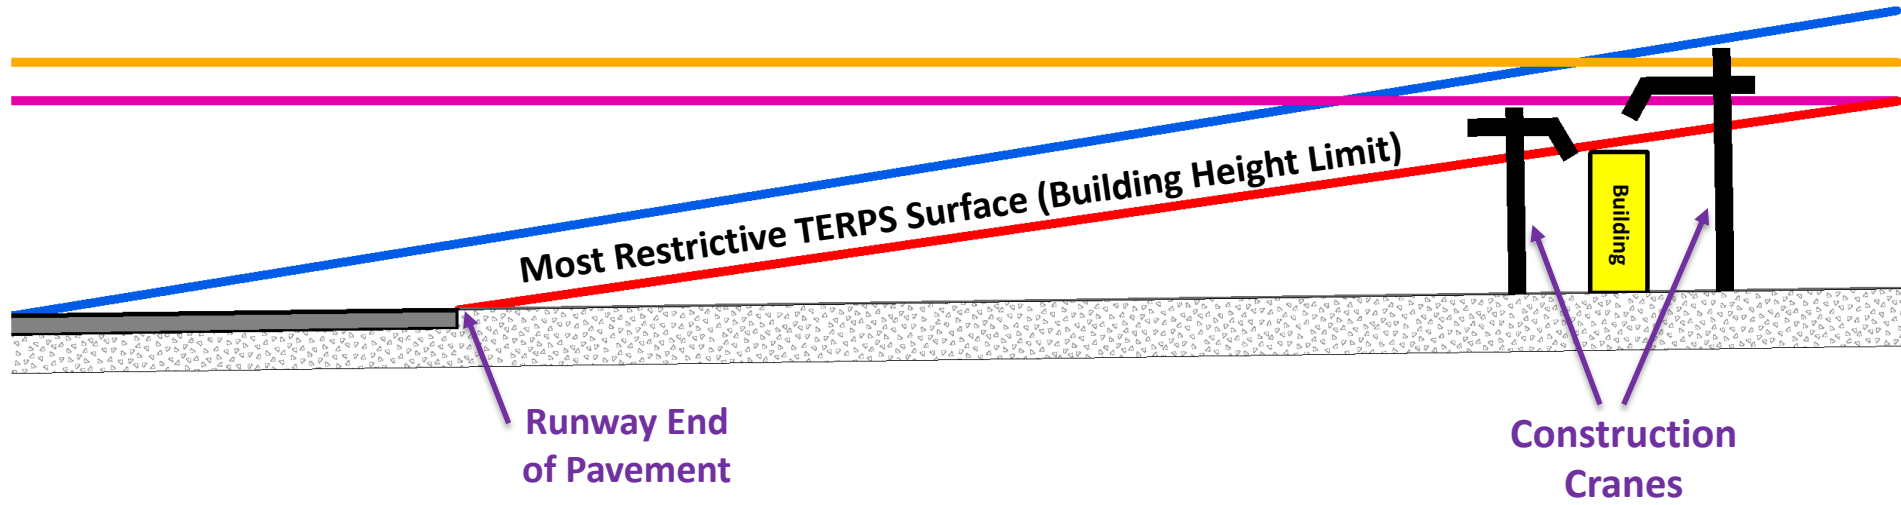 Most Restrictive TERPS Surface (Building Height Limit)
Building
Runway End
of Pavement
Construction
Cranes